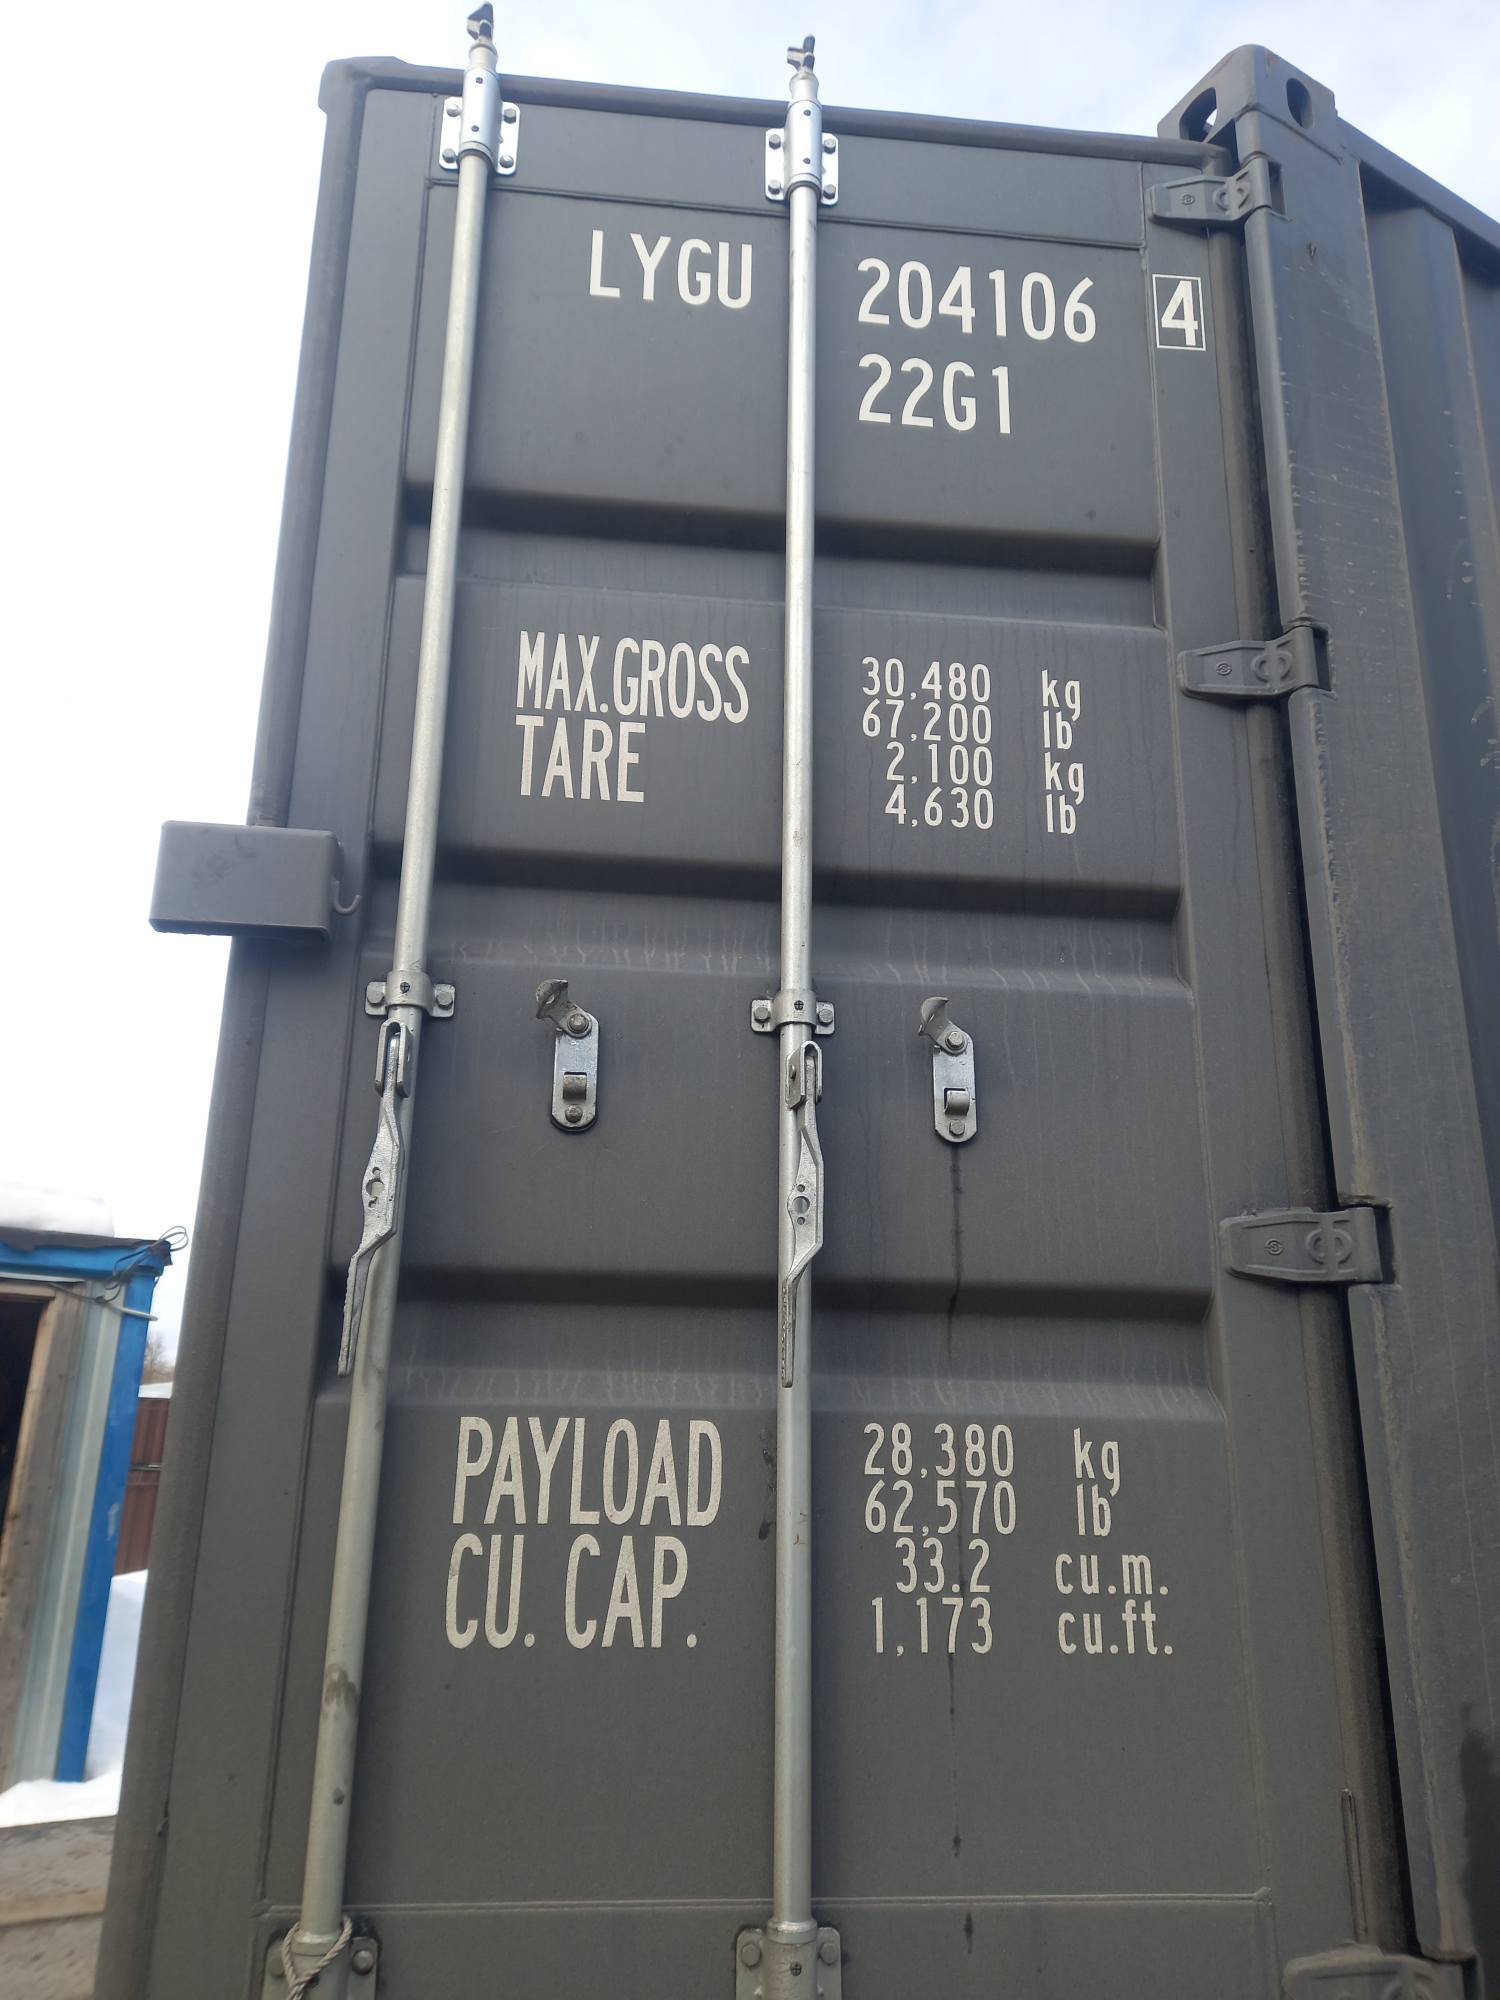 LYGU 204106 4
22G1
MAX.GROSS 30,480 kg
67,200 lb
TARE 2,100 kg
4,630 lb
PAYLOAD 28,380 kg
62,570 lb
CU. CAP. 33.2 cu.m.
1,173 cu.ft.